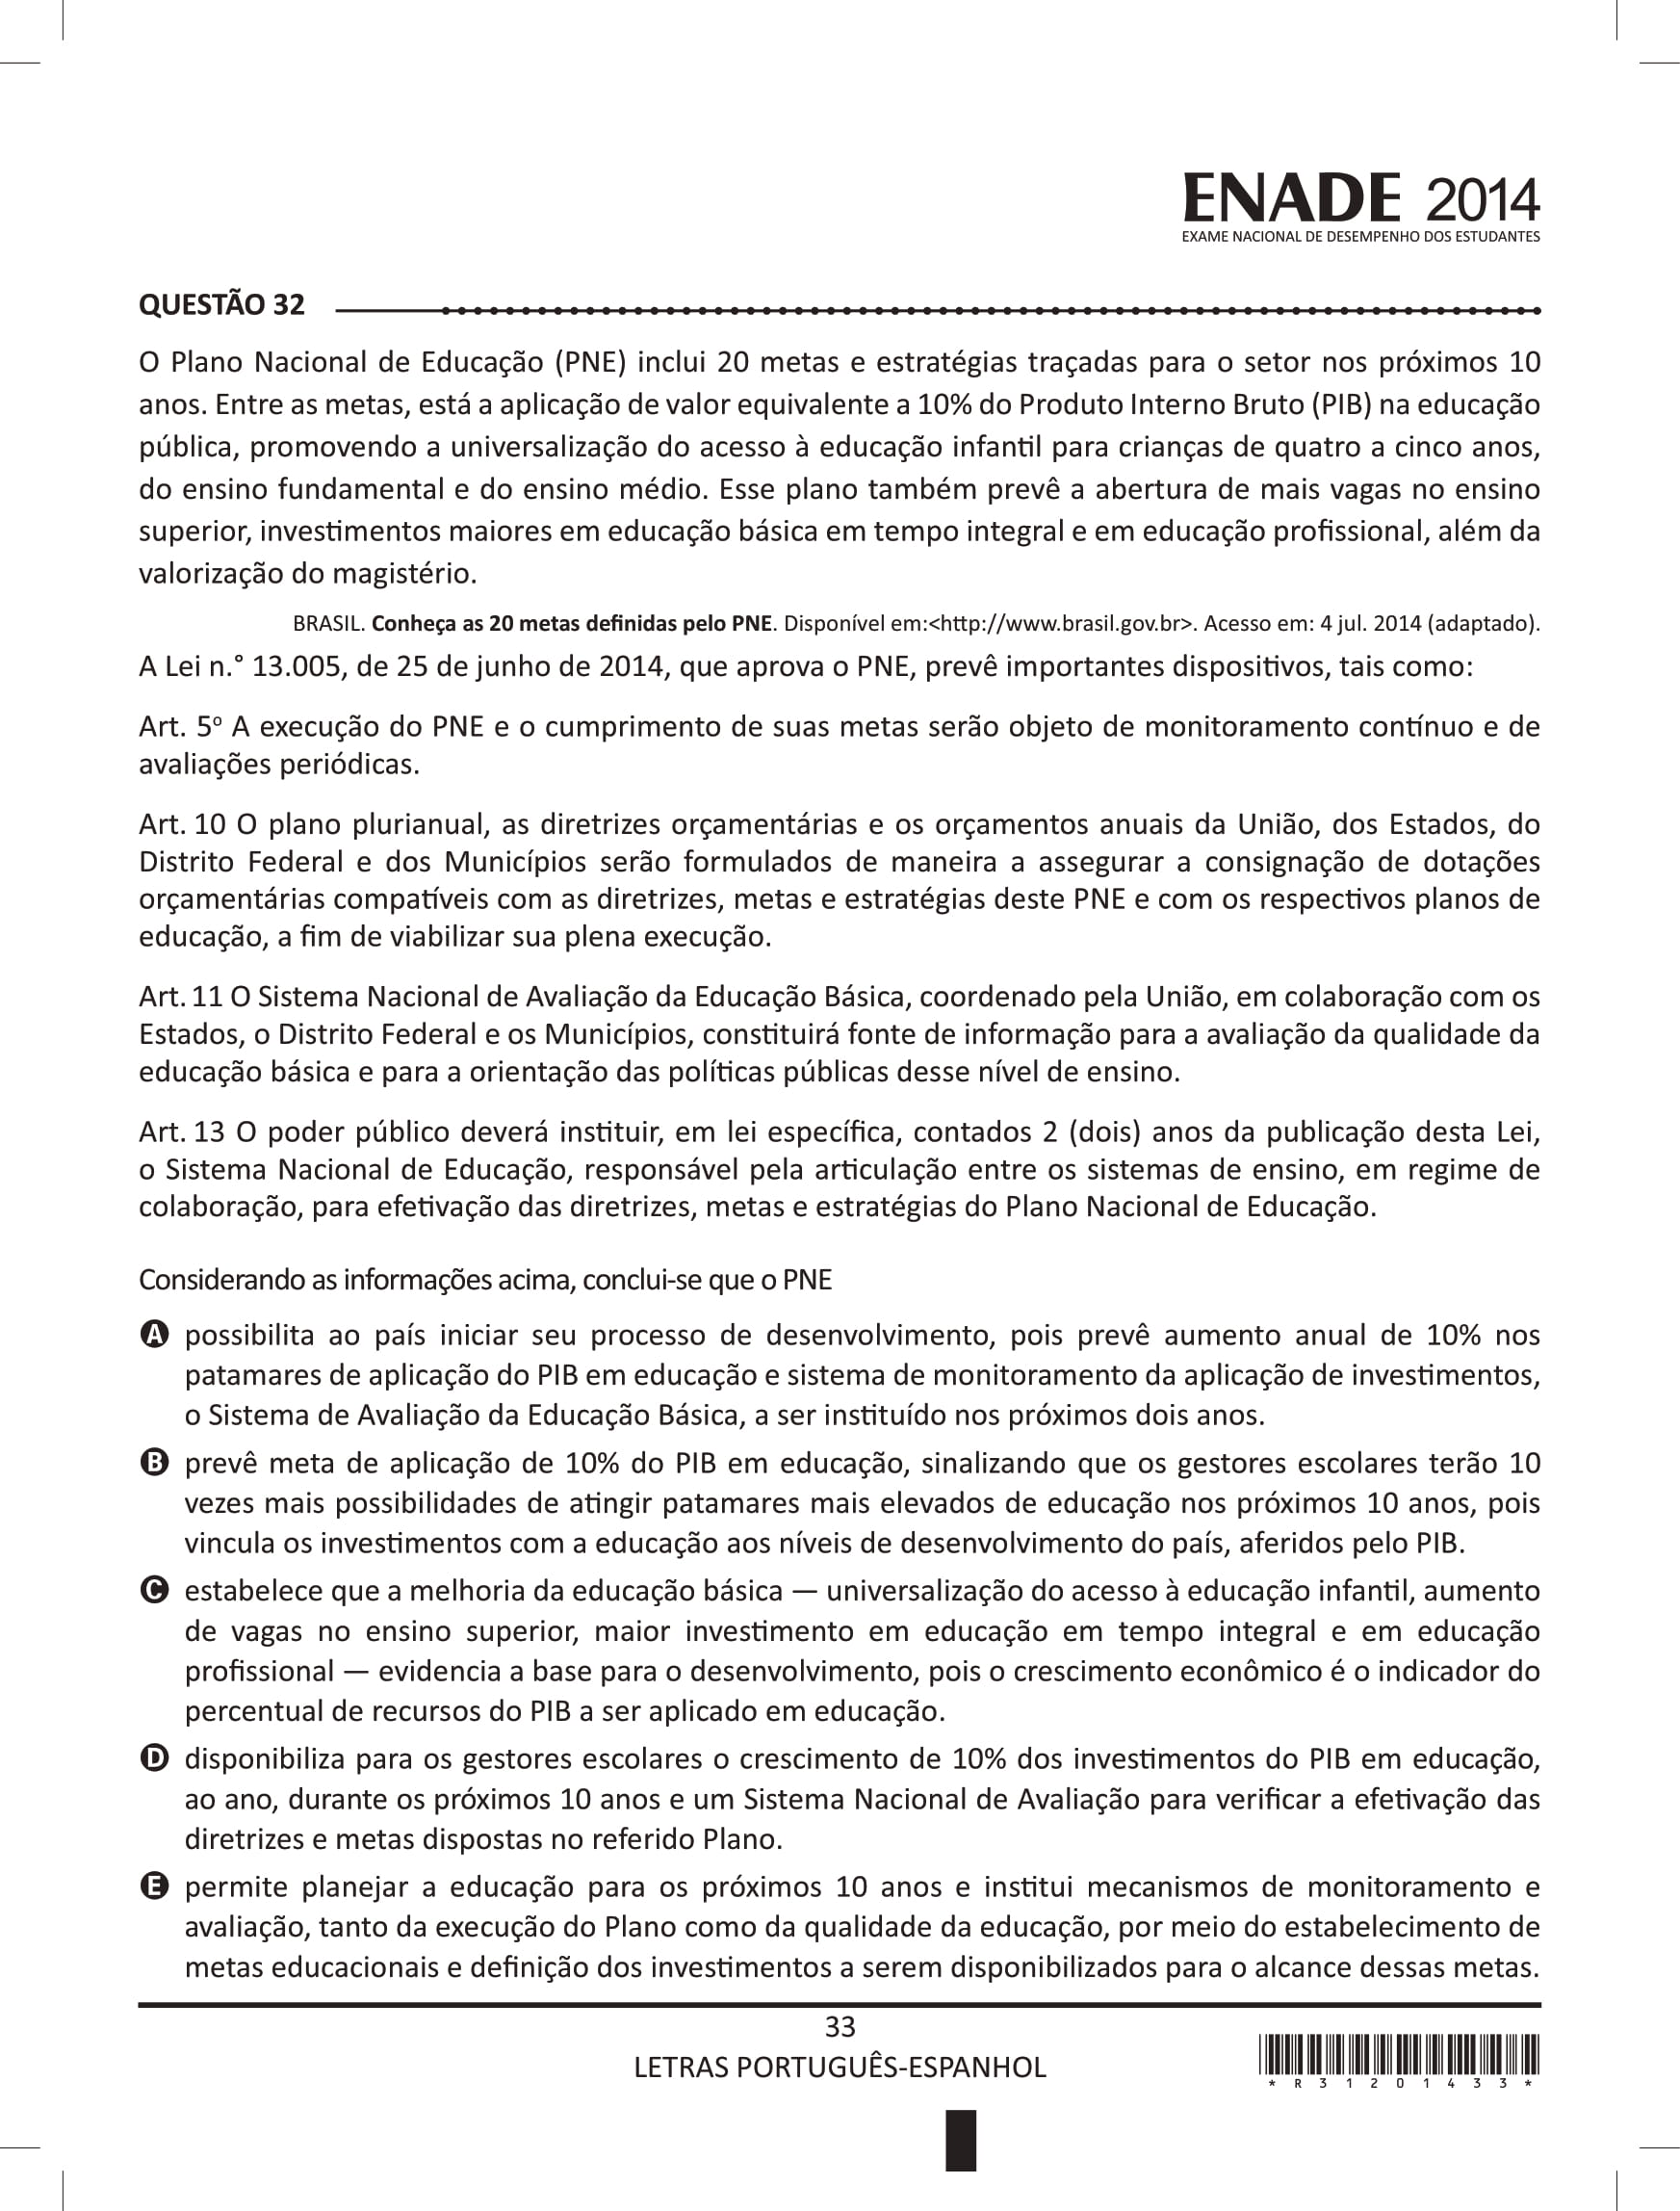 ENADE 2014
EXAME NACIONAL DE DESEMPENHO DOS ESTUDANTES
QUESTÃO 32
O Plano Nacional de Educação (PNE) inclui 20 metas e estratégias traçadas para o setor nos próximos 10
anos. Entre as metas, está a aplicação de valor equivalente a 10% do Produto Interno Bruto (PIB) na educação
pública, promovendo a universalização do acesso à educação infantil para crianças de quatro a cinco anos,
do ensino fundamental e do ensino médio. Esse plano também prevê a abertura de mais vagas no ensino
superior, investimentos maiores em educação básica em tempo integral e em educação profissional, além da
valorização do magistério.
BRASIL. Conheça as 20 metas definidas pelo PNE. Disponível em:<http://www.brasil.gov.br>. Acesso em: 4 jul. 2014 (adaptado).
A Lei n.° 13.005, de 25 de junho de 2014, que aprova o PNE, prevê importantes dispositivos, tais como:
Art. 5º A execução do PNE e o cumprimento de suas metas serão objeto de monitoramento contínuo e de
avaliações periódicas.
Art. 10 O plano plurianual, as diretrizes orçamentárias e os orçamentos anuais da União, dos Estados, do
Distrito Federal e dos Municípios serão formulados de maneira a assegurar a consignação de dotações
orçamentárias compatíveis com as diretrizes, metas e estratégias deste PNE e com os respectivos planos de
educação, a fim de viabilizar sua plena execução.
Art. 11 O Sistema Nacional de Avaliação da Educação Básica, coordenado pela União, em colaboração com os
Estados, o Distrito Federal e os Municípios, constituirá fonte de informação para a avaliação da qualidade da
educação básica e para a orientação das políticas públicas desse nível de ensino.
Art. 13 O poder público deverá instituir, em lei específica, contados 2 (dois) anos da publicação desta Lei,
o Sistema Nacional de Educação, responsável pela articulação entre os sistemas de ensino, em regime de
colaboração, para efetivação das diretrizes, metas e estratégias do Plano Nacional de Educação.
Considerando as informações acima, conclui-se que o PNE
A possibilita ao país iniciar seu processo de desenvolvimento, pois prevê aumento anual de 10% nos
patamares de aplicação do PIB em educação e sistema de monitoramento da aplicação de investimentos,
o Sistema de Avaliação da Educação Básica, a ser instituído nos próximos dois anos.
B prevê meta de aplicação de 10% do PIB em educação, sinalizando que os gestores escolares terão 10
vezes mais possibilidades de atingir patamares mais elevados de educação nos próximos 10 anos, pois
vincula os investimentos com a educação aos níveis de desenvolvimento do país, aferidos pelo PIB.
C estabelece que a melhoria da educação básica — universalização do acesso à educação infantil, aumento
de vagas no ensino superior, maior investimento em educação em tempo integral e em educação
profissional — evidencia a base para o desenvolvimento, pois o crescimento econômico é o indicador do
percentual de recursos do PIB a ser aplicado em educação.
D disponibiliza para os gestores escolares o crescimento de 10% dos investimentos do PIB em educação,
ao ano, durante os próximos 10 anos e um Sistema Nacional de Avaliação para verificar a efetivação das
diretrizes e metas dispostas no referido Plano.
E permite planejar a educação para os próximos 10 anos e institui mecanismos de monitoramento e
avaliação, tanto da execução do Plano como da qualidade da educação, por meio do estabelecimento de
metas educacionais e definição dos investimentos a serem disponibilizados para o alcance dessas metas.
33
LETRAS PORTUGUÊS-ESPANHOL
* R 3 1 2 0 1 4 3 3 *